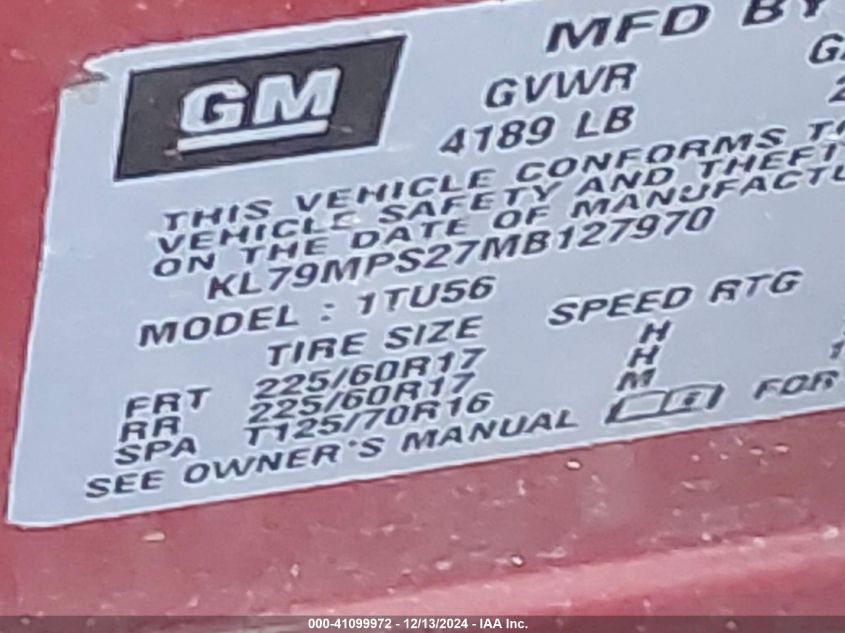 GM
MFD BY
GVWR
4189 LB
THIS VEHICLE CONFORMS
VEHICLE SAFETY AND THEFT
ON THE DATE OF
KL79MPS27MB127970
MODEL : 1TU56
TIRE SIZE SPEED RTG
FRT 225/60R17 H
RR 225/60R17 H
SPA T125/70R16 M
SEE OWNER'S MANUAL FOR
000-41099972 - 12/13/2024 - IAA Inc.